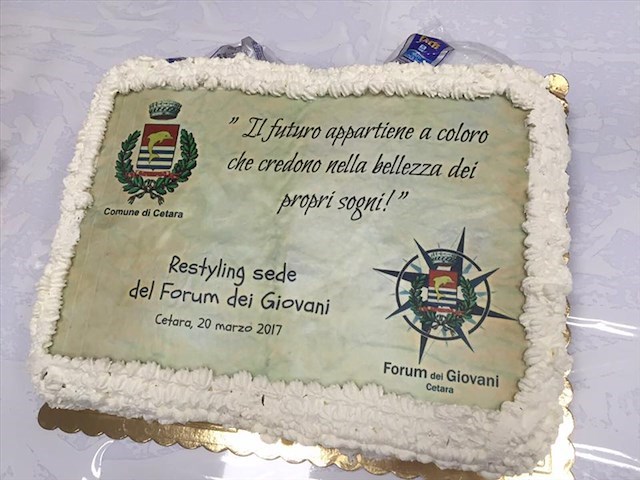 " Il futuro appartiene a coloro
che credono nella bellezza dei
propri sogni! "
Comune di Cetara
Restyling sede
del Forum dei Giovani
Cetara, 20 marzo 2017
Forum dei Giovani
Cetara